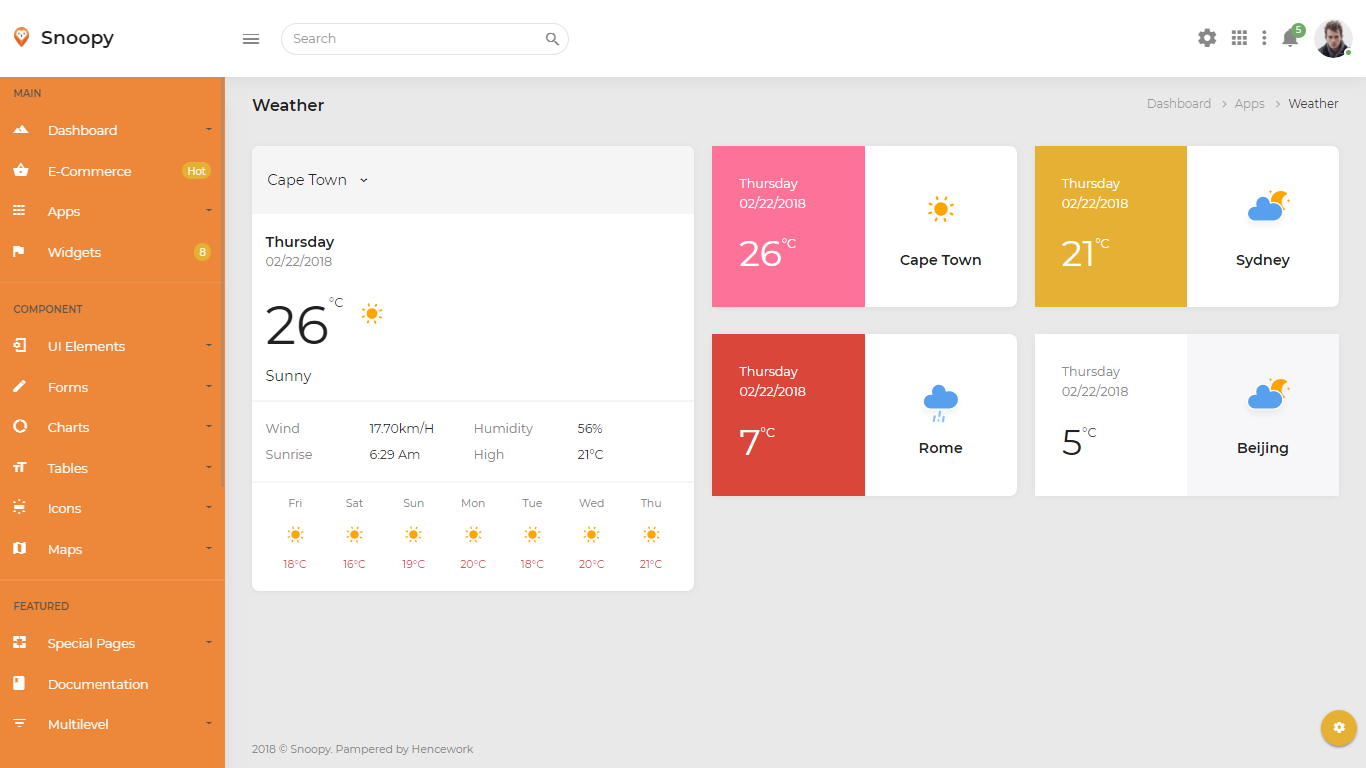 Snoopy
Search
5
MAIN
Dashboard
E-Commerce Hot
Apps
Widgets 8
COMPONENT
UI Elements
Forms
Charts
Tables
Icons
Maps
FEATURED
Special Pages
Documentation
Multilevel
Weather
Dashboard > Apps > Weather
Cape Town
Thursday
02/22/2018
26°C
Sunny
Wind 17.70km/H Humidity 56%
Sunrise 6:29 Am High 21°C
Fri Sat Sun Mon Tue Wed Thu
18°C 16°C 19°C 20°C 18°C 20°C 21°C
Thursday
02/22/2018
26°C
Cape Town
Thursday
02/22/2018
21°C
Sydney
Thursday
02/22/2018
7°C
Rome
Thursday
02/22/2018
5°C
Beijing
2018 © Snoopy. Pampered by Hencework